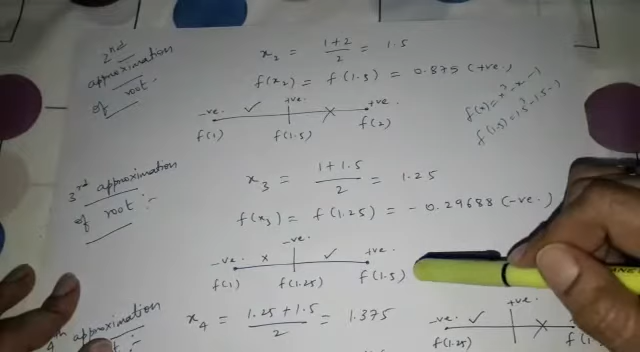 2nd
approximation
of root:
x2 = 1+2 / 2 = 1.5
f(x2) = f(1.5) = 0.875 (+ve.)
-ve. ✓ +ve. × +ve.
f(1) f(1.5) f(2)
f(x) = x³-x-1
f(1.5) = 1.5³-1.5-1
3rd approximation
of root:-
x3 = 1+1.5 / 2 = 1.25
f(x3) = f(1.25) = -0.29688 (-ve.)
-ve. × -ve. ✓ +ve.
f(1) f(1.25) f(1.5)
approximation
root:
x4 = 1.25+1.5 / 2 = 1.375
-ve. ✓ +ve. ×
f(1.25)